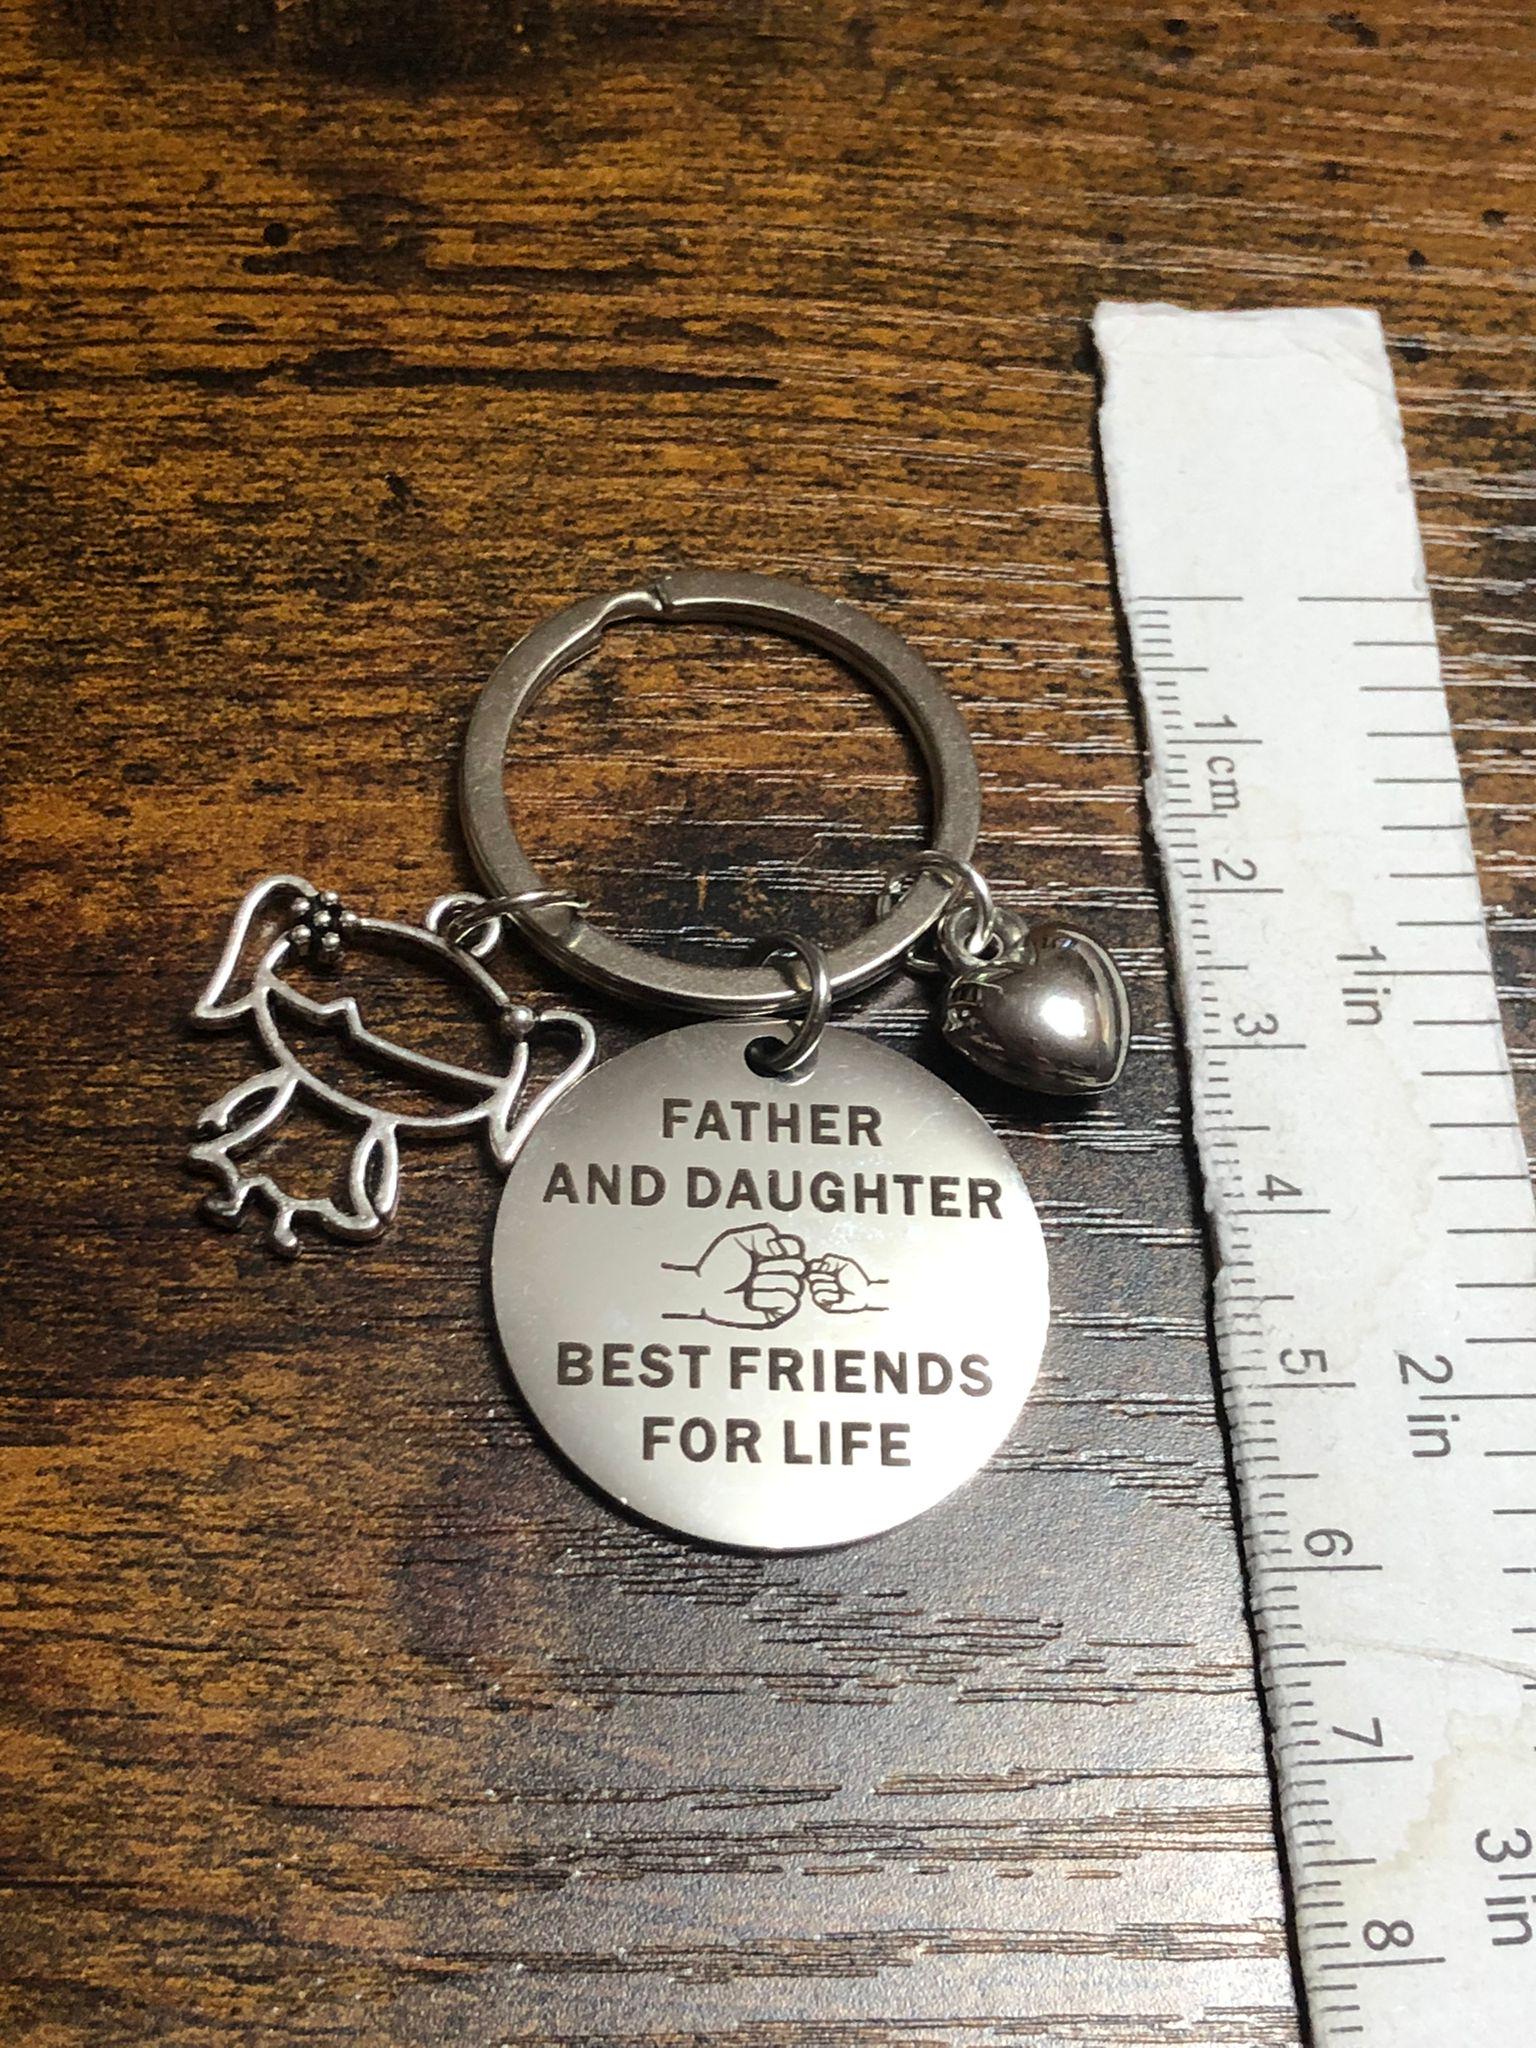 FATHER
AND DAUGHTER
BEST FRIENDS
FOR LIFE
1 cm
2
3
4
5
6
7
8
1 in
2 in
3 in